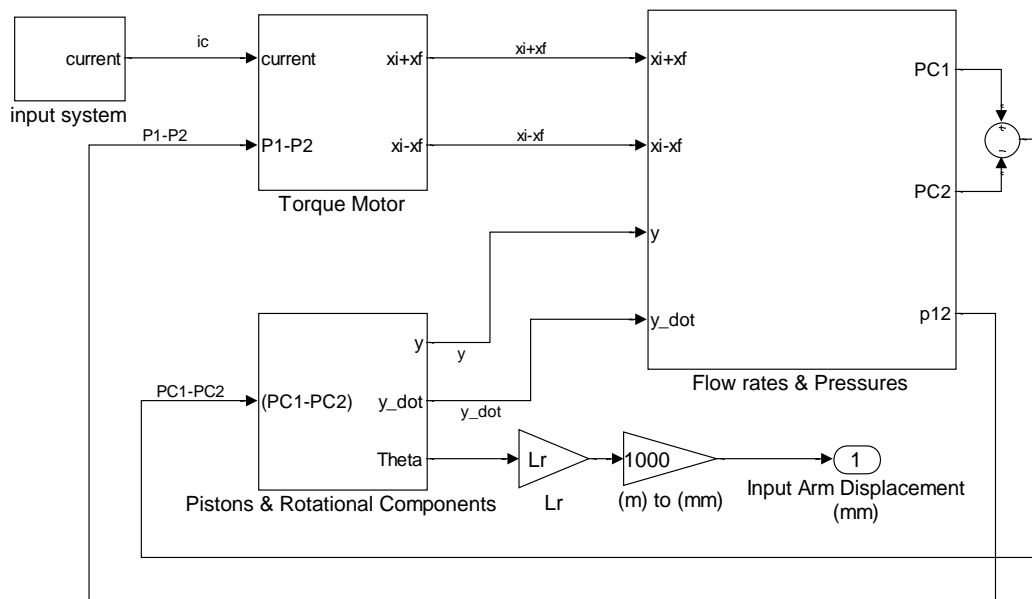 current
input system
ic
current
P1-P2
xi+xf
xi-xf
Torque Motor
P1-P2
xi+xf
xi-xf
xi+xf
xi-xf
y
y_dot
PC1
PC2
p12
Flow rates & Pressures
+
−
PC1-PC2
(PC1-PC2)
y
y_dot
Theta
Pistons & Rotational Components
y
y_dot
Lr
Lr
1000
(m) to (mm)
1
Input Arm Displacement
(mm)